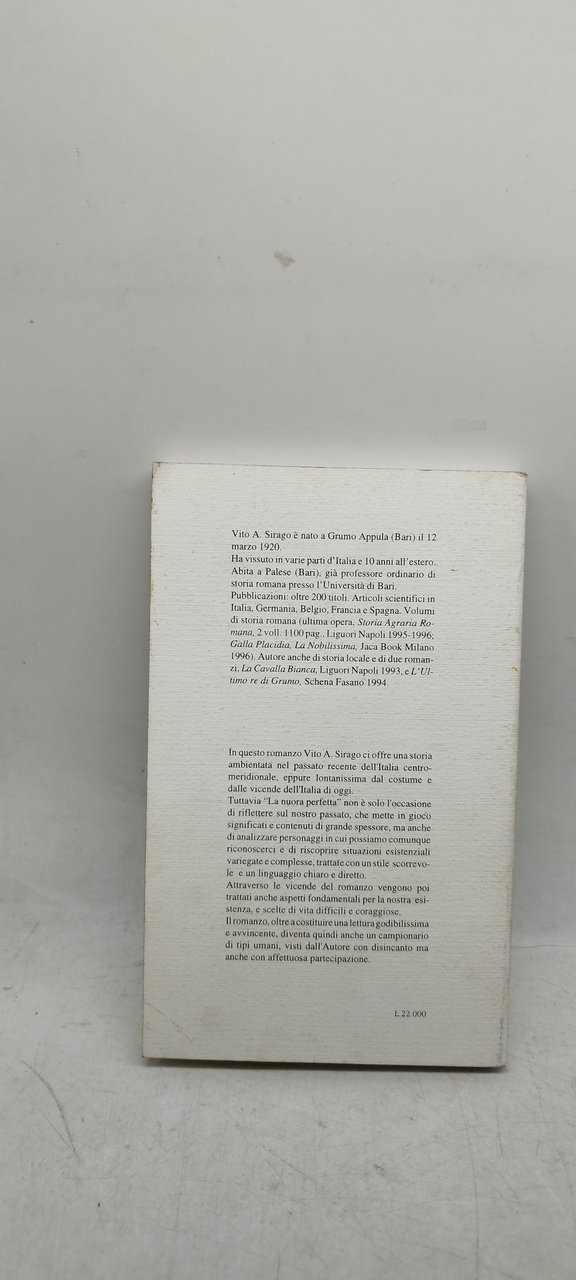 Vito A. Sirago è nato a Grumo Appula (Bari) il 12
marzo 1920.
Ha vissuto in varie parti d'Italia e 10 anni all'estero.
Abita a Palese (Bari), già professore ordinario di
storia romana presso l'Università di Bari.
Pubblicazioni: oltre 200 titoli. Articoli scientifici in
Italia, Germania, Belgio, Francia e Spagna. Volumi
di storia romana (ultima opera, Storia Agraria Ro-
mana, 2 voll. 1100 pag., Liguori Napoli 1995-1996;
Galla Placidia, La Nobilissima, Jaca Book Milano
1996). Autore anche di storia locale e di due roman-
zi, La Cavalla Bianca, Liguori Napoli 1993, e L'Ul-
timo re di Grumo, Schena Fasano 1994.
In questo romanzo Vito A. Sirago ci offre una storia
ambientata nel passato recente dell'Italia centro-
meridionale, eppure lontanissima dal costume e
dalle vicende dell'Italia di oggi.
Tuttavia "La nuora perfetta" non è solo l'occasione
di riflettere sul nostro passato, che mette in gioco
significati e contenuti di grande spessore, ma anche
di analizzare personaggi in cui possiamo comunque
riconoscerci e di riscoprire situazioni esistenziali
variegate e complesse, trattate con un stile scorrevo-
le e un linguaggio chiaro e diretto.
Attraverso le vicende del romanzo vengono poi
trattati anche aspetti fondamentali per la nostra esi-
stenza, e scelte di vita difficili e coraggiose.
Il romanzo, oltre a costituire una lettura godibilissima
e avvincente, diventa quindi anche un campionario
di tipi umani, visti dall'Autore con disincanto ma
anche con affettuosa partecipazione.
L.22.000